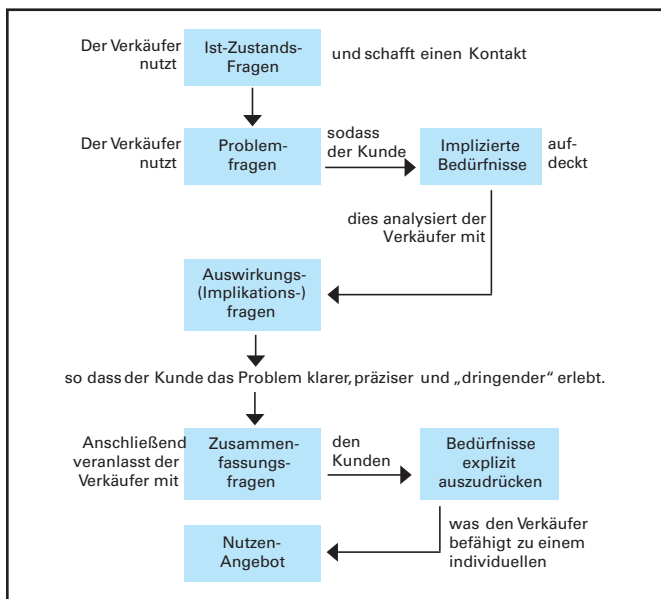 Der Verkäufer
nutzt
Ist-Zustands-
Fragen
und schafft einen Kontakt
Der Verkäufer
nutzt
Problem-
fragen
sodass
der Kunde
Implizierte
Bedürfnisse
auf-
deckt
dies analysiert der
Verkäufer mit
Auswirkungs-
(Implikations-)
fragen
so dass der Kunde das Problem klarer, präziser und „dringender“ erlebt.
Anschließend
veranlasst der
Verkäufer mit
Zusammen-
fassungs-
fragen
den
Kunden
Bedürfnisse
explizit
auszudrücken
was den Verkäufer
befähigt zu einem
individuellen
Nutzen-
Angebot